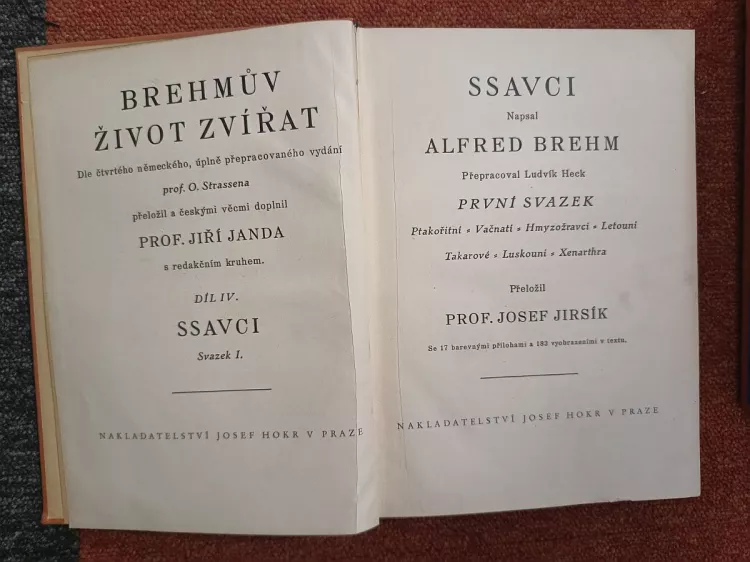 BREHMŮV
ŽIVOT ZVÍŘAT
Dle čtvrtého německého, úplně přepracovaného vydání
prof. O. Strassena
přeložil a českými věcmi doplnil
PROF. JIŘÍ JANDA
s redakčním kruhem.
DÍL IV.
SSAVCI
Svazek I.
NAKLADATELSTVÍ JOSEF HOKR V PRAZE
SSAVCI
Napsal
ALFRED BREHM
Přepracoval Ludvík Heck
PRVNÍ SVAZEK
Ptakořitní * Vačnatí * Hmyzožravci * Letouni
Takarové * Luskouni * Xenarthra
Přeložil
PROF. JOSEF JIRSÍK
Se 17 barevnými přílohami a 182 vyobrazeními v textu.
NAKLADATELSTVÍ JOSEF HOKR V PRAZE